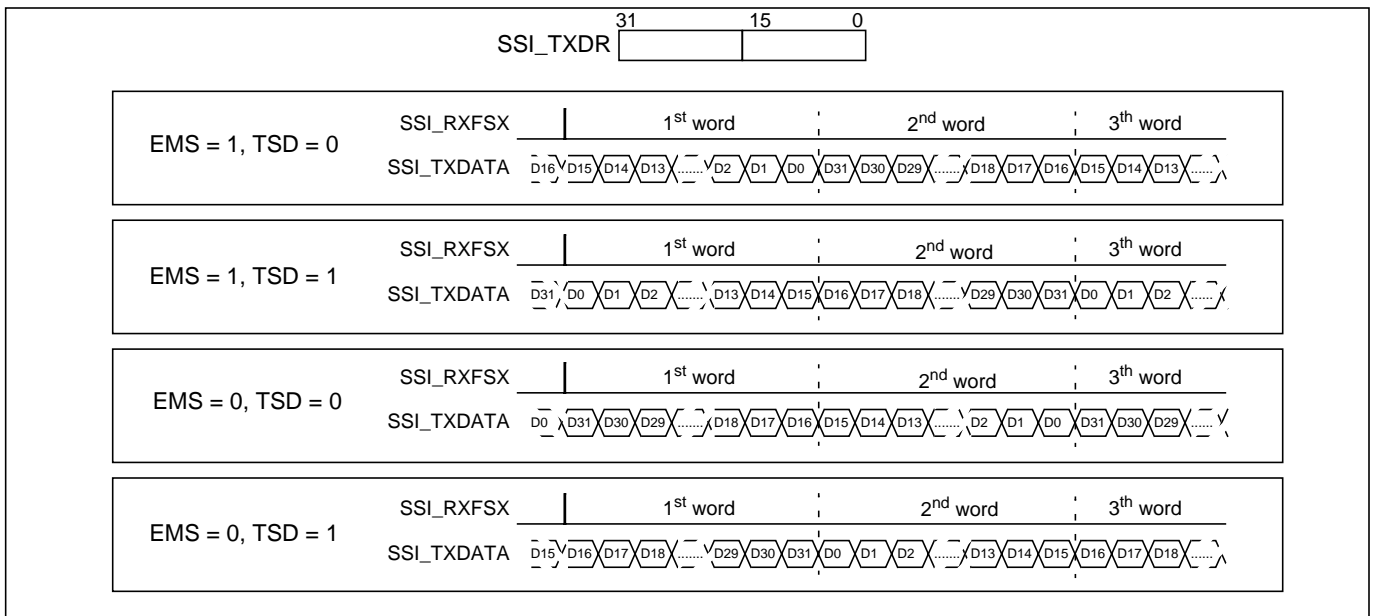 31 15 0
SSI_TXDR
EMS = 1, TSD = 0
SSI_RXFSX 1st word 2nd word 3th word
SSI_TXDATA D16 D15 D14 D13 ....... D2 D1 D0 D31 D30 D29 ....... D18 D17 D16 D15 D14 D13 ......
EMS = 1, TSD = 1
SSI_RXFSX 1st word 2nd word 3th word
SSI_TXDATA D31 D0 D1 D2 ....... D13 D14 D15 D16 D17 D18 ....... D29 D30 D31 D0 D1 D2 ......
EMS = 0, TSD = 0
SSI_RXFSX 1st word 2nd word 3th word
SSI_TXDATA D0 D31 D30 D29 ....... D18 D17 D16 D15 D14 D13 ....... D2 D1 D0 D31 D30 D29 ......
EMS = 0, TSD = 1
SSI_RXFSX 1st word 2nd word 3th word
SSI_TXDATA D15 D16 D17 D18 ....... D29 D30 D31 D0 D1 D2 ....... D13 D14 D15 D16 D17 D18 ......